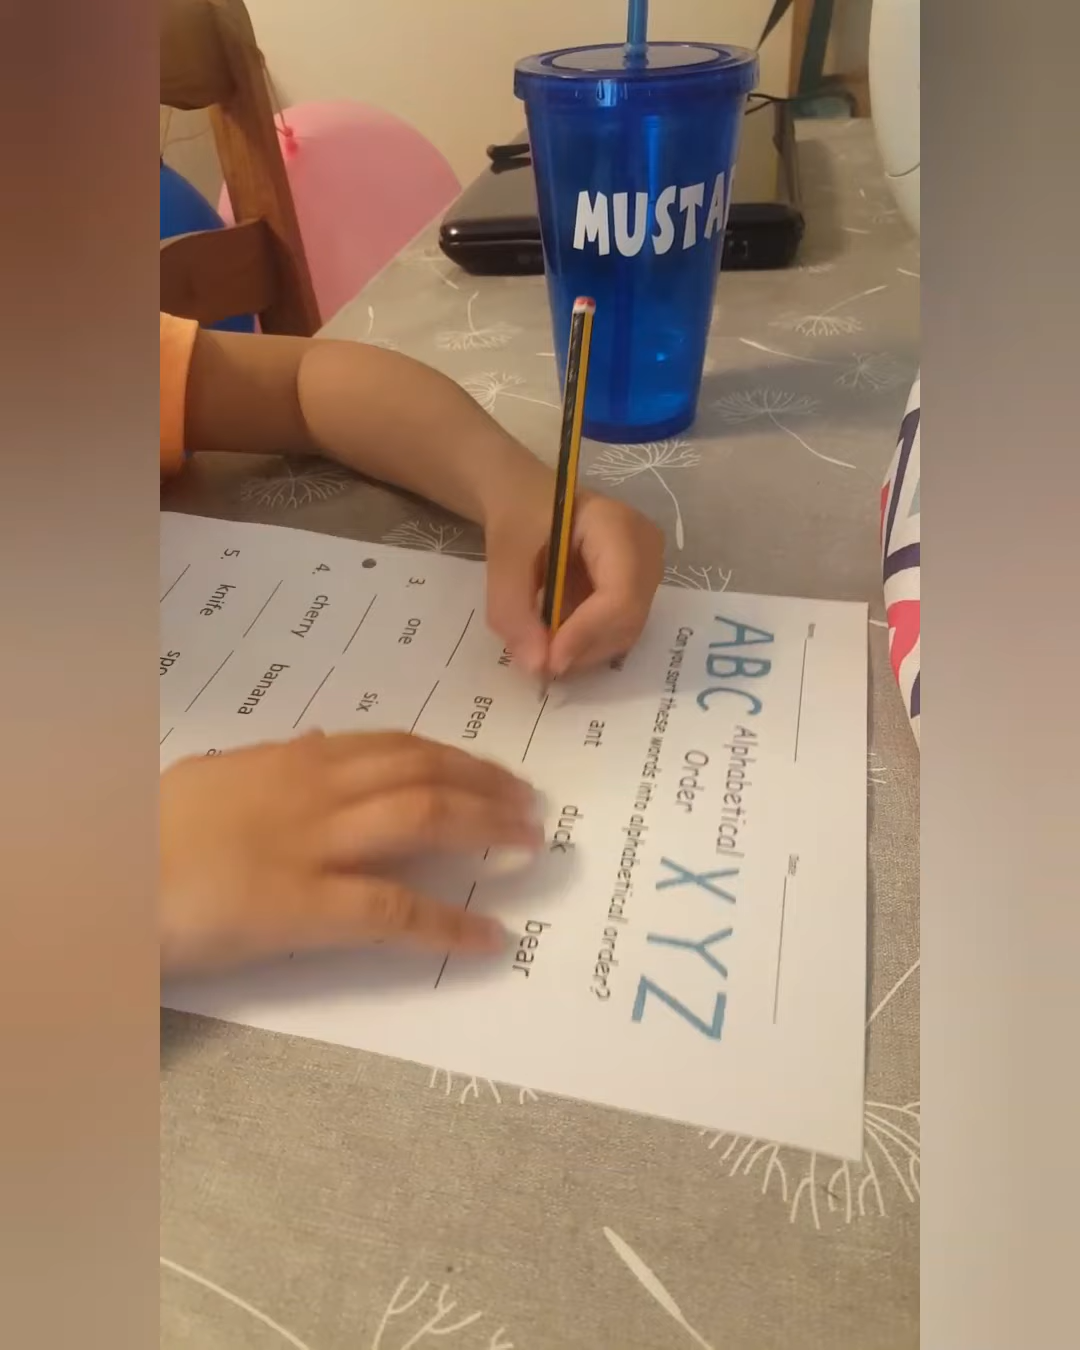 MUSTA
ABC Alphabetical Order XYZ
Can you sort these words into alphabetical order?
ant duck bear
green
3. one six
4. cherry banana
5. knife